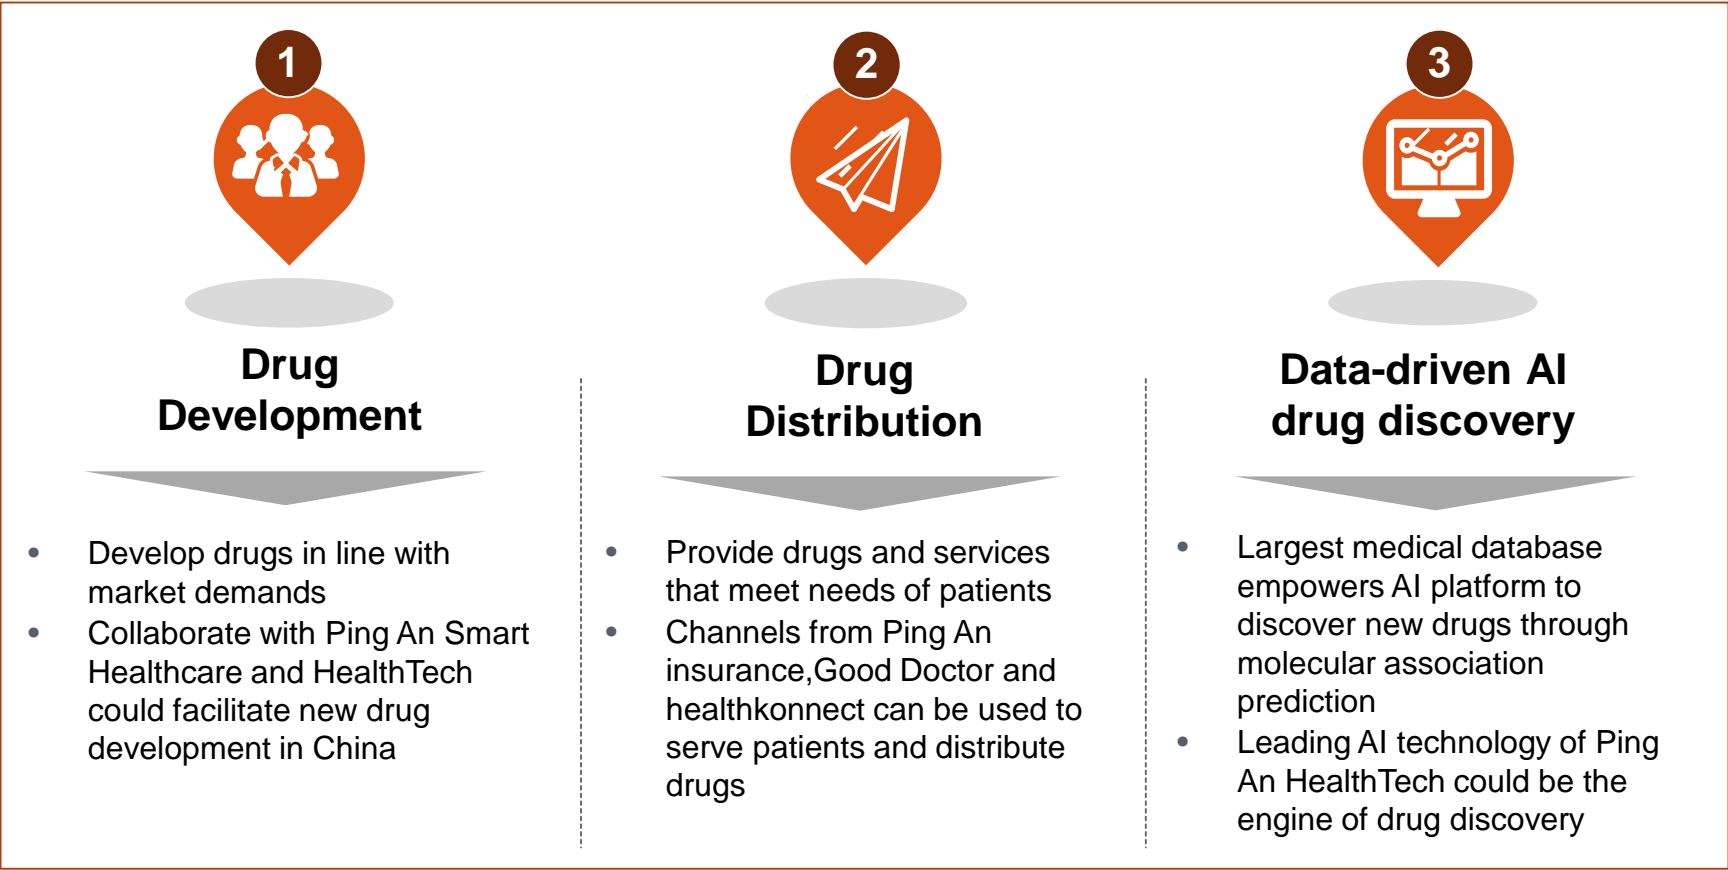 1
Drug
Development
• Develop drugs in line with
market demands
• Collaborate with Ping An Smart
Healthcare and HealthTech
could facilitate new drug
development in China
2
Drug
Distribution
• Provide drugs and services
that meet needs of patients
• Channels from Ping An
insurance,Good Doctor and
healthkonnect can be used to
serve patients and distribute
drugs
3
Data-driven AI
drug discovery
• Largest medical database
empowers AI platform to
discover new drugs through
molecular association
prediction
• Leading AI technology of Ping
An HealthTech could be the
engine of drug discovery